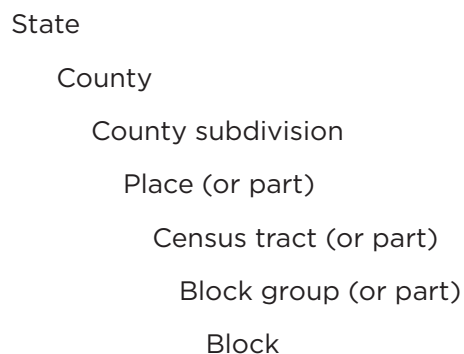 State
County
County subdivision
Place (or part)
Census tract (or part)
Block group (or part)
Block